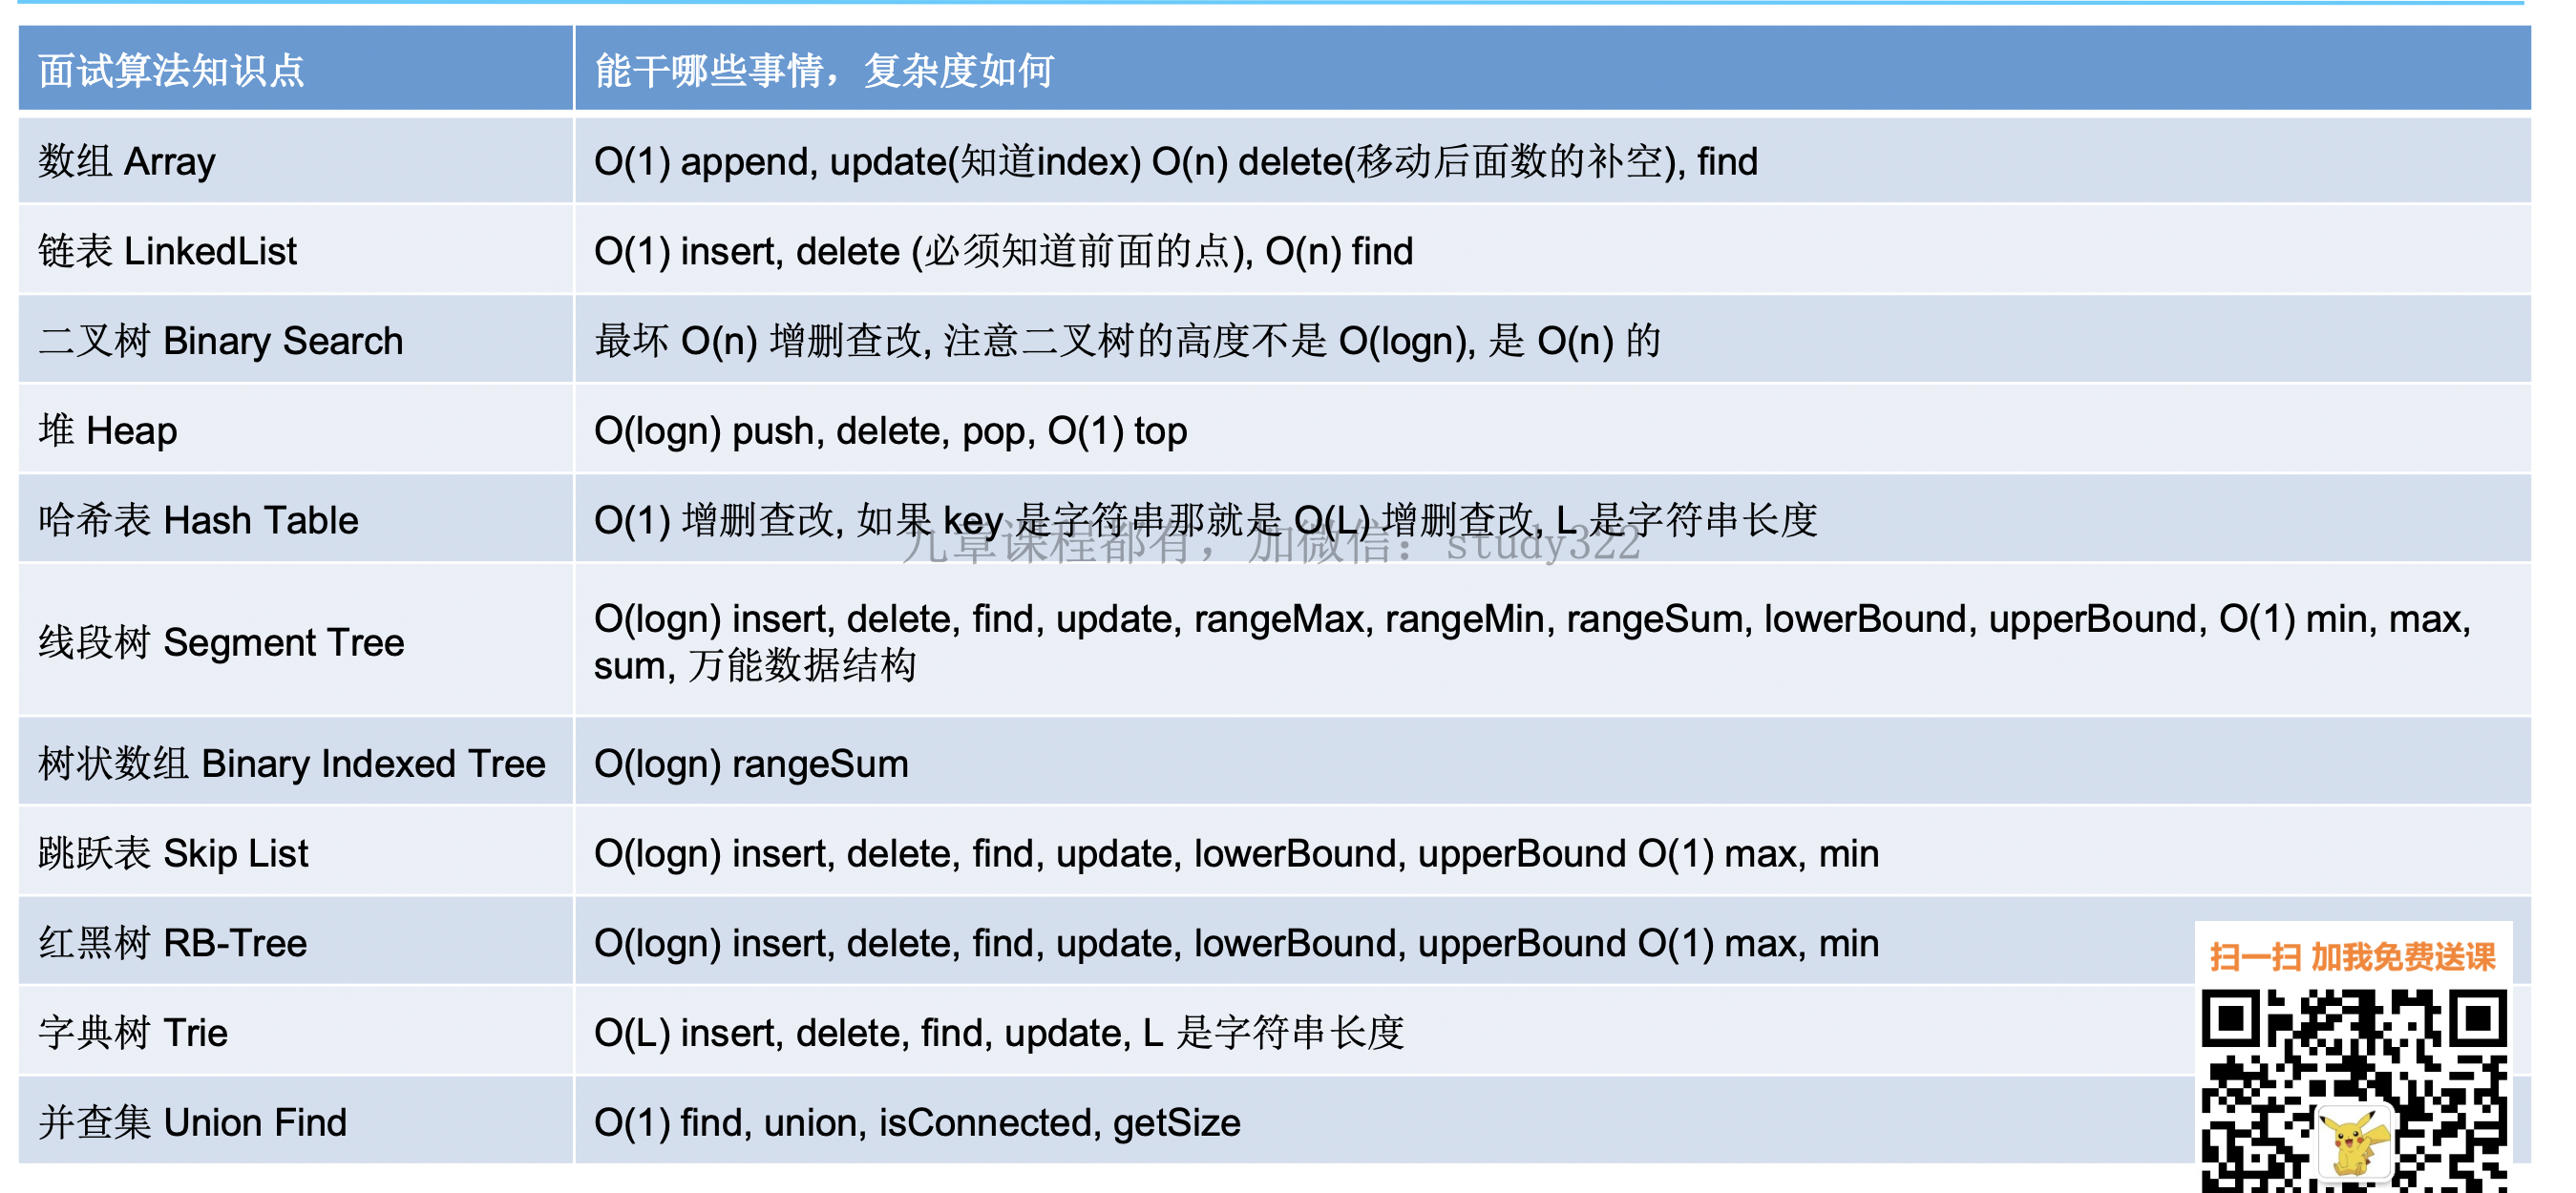 面试算法知识点
能干哪些事情，复杂度如何
数组 Array
O(1) append, update(知道index) O(n) delete(移动后面数的补空), find
链表 LinkedList
O(1) insert, delete (必须知道前面的点), O(n) find
二叉树 Binary Search
最坏 O(n) 增删查改, 注意二叉树的高度不是 O(logn), 是 O(n) 的
堆 Heap
O(logn) push, delete, pop, O(1) top
哈希表 Hash Table
O(1) 增删查改, 如果 key 是字符串那就是 O(L) 增删查改, L 是字符串长度
九章课程都有，加微信：study322
线段树 Segment Tree
O(logn) insert, delete, find, update, rangeMax, rangeMin, rangeSum, lowerBound, upperBound, O(1) min, max,
sum, 万能数据结构
树状数组 Binary Indexed Tree
O(logn) rangeSum
跳跃表 Skip List
O(logn) insert, delete, find, update, lowerBound, upperBound O(1) max, min
红黑树 RB-Tree
O(logn) insert, delete, find, update, lowerBound, upperBound O(1) max, min
扫一扫 加我免费送课
字典树 Trie
O(L) insert, delete, find, update, L 是字符串长度
并查集 Union Find
O(1) find, union, isConnected, getSize